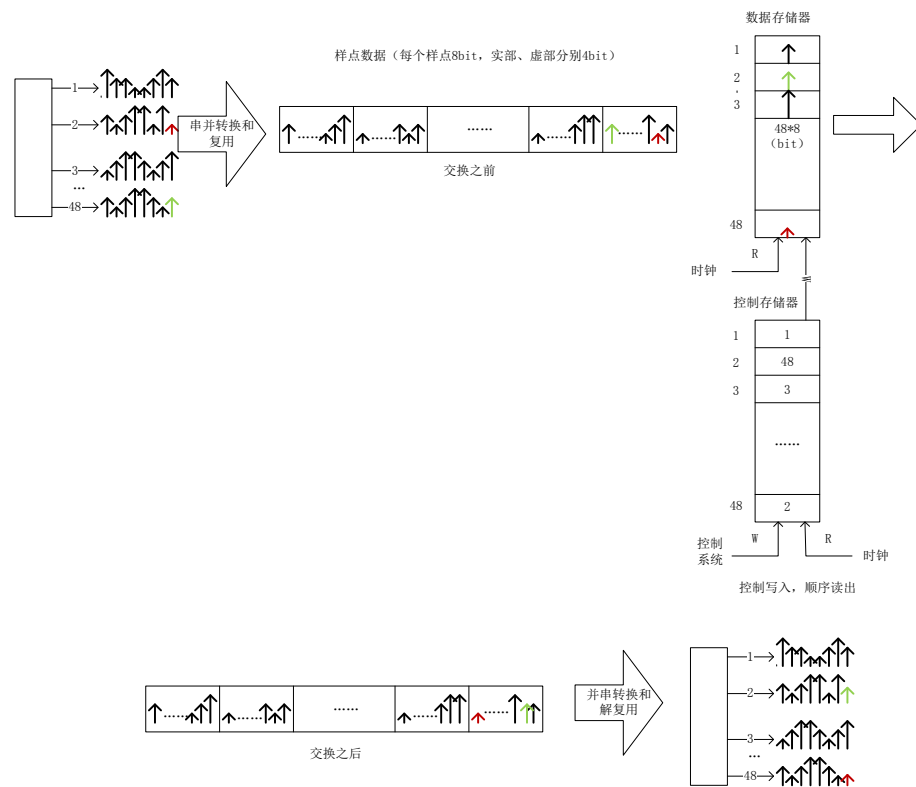 数据存储器
样点数据（每个样点8bit，实部、虚部分别4bit）
1
2
3
...
48
串并转换和
复用
……
交换之前
1
2
3
48*8
(bit)
48
R
W
时钟
控制存储器
1
1
2
48
3
3
……
48
2
控制
系统
W
R
时钟
控制写入，顺序读出
……
交换之后
并串转换和
解复用
1
2
3
...
48